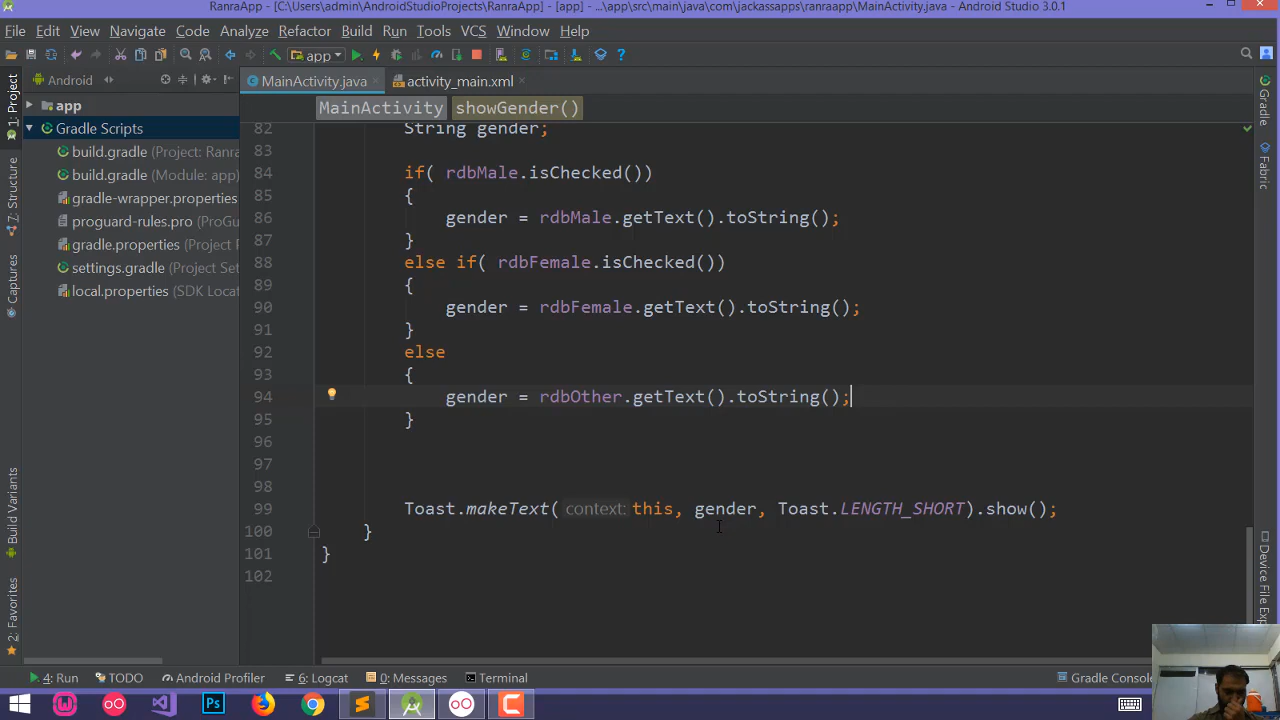 RanraApp - [C:\Users\admin\AndroidStudioProjects\RanraApp] - [app] - ...\app\src\main\java\com\jackassapps\ranraapp\MainActivity.java - Android Studio 3.0.1
File Edit View Navigate Code Analyze Refactor Build Run Tools VCS Window Help
app
Android
MainActivity.java
activity_main.xml
MainActivity showGender()
1: Project
app
Gradle Scripts
build.gradle (Project: Ranra
build.gradle (Module: app)
gradle-wrapper.properties
proguard-rules.pro (ProGu
gradle.properties (Project
settings.gradle (Project Set
local.properties (SDK Locat
7: Structure
Captures
Build Variants
2: Favorites
82 String gender;
83
84 if( rdbMale.isChecked())
85 {
86 gender = rdbMale.getText().toString();
87 }
88 else if( rdbFemale.isChecked())
89 {
90 gender = rdbFemale.getText().toString();
91 }
92 else
93 {
94 gender = rdbOther.getText().toString();
95 }
96
97
98
99 Toast.makeText( context: this, gender, Toast.LENGTH_SHORT).show();
100 }
101 }
102
Gradle
Fabric
Device File Exp
4: Run TODO Android Profiler 6: Logcat 0: Messages Terminal Gradle Conso
Ps